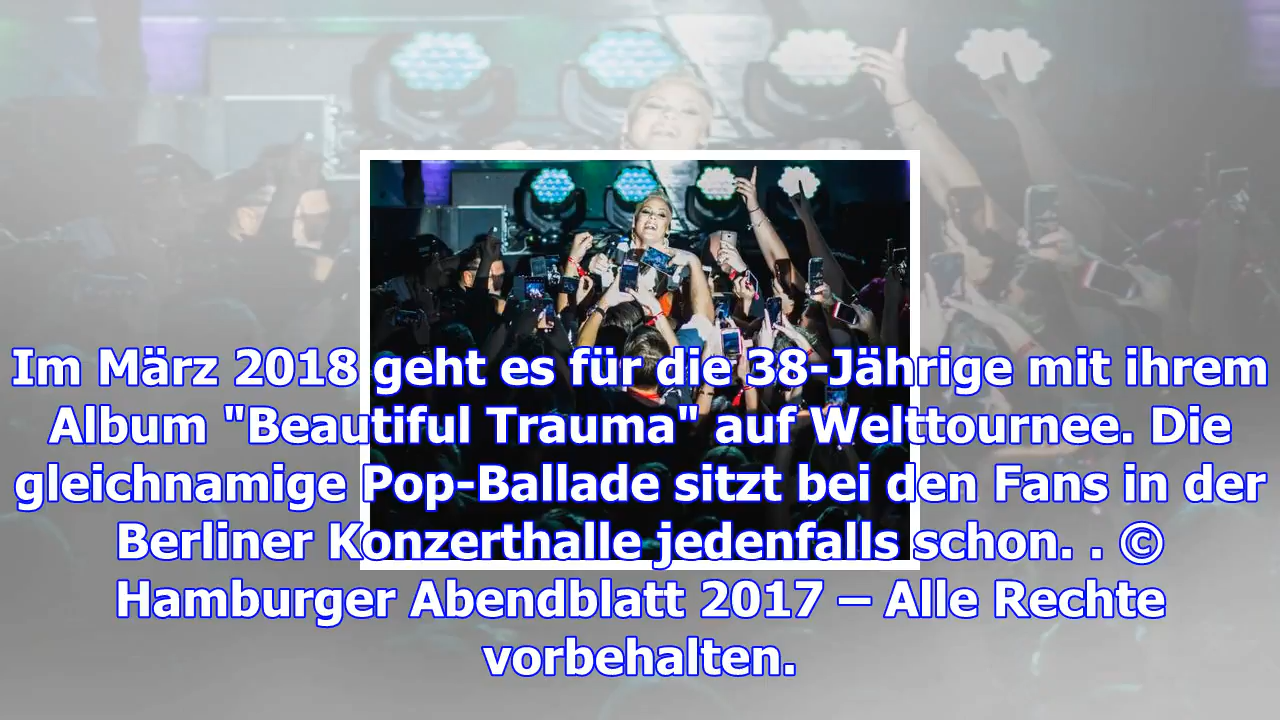 Im März 2018 geht es für die 38-Jährige mit ihrem
Album "Beautiful Trauma" auf Welttournee. Die
gleichnamige Pop-Ballade sitzt bei den Fans in der
Berliner Konzerthalle jedenfalls schon. . ©
Hamburger Abendblatt 2017 – Alle Rechte
vorbehalten.